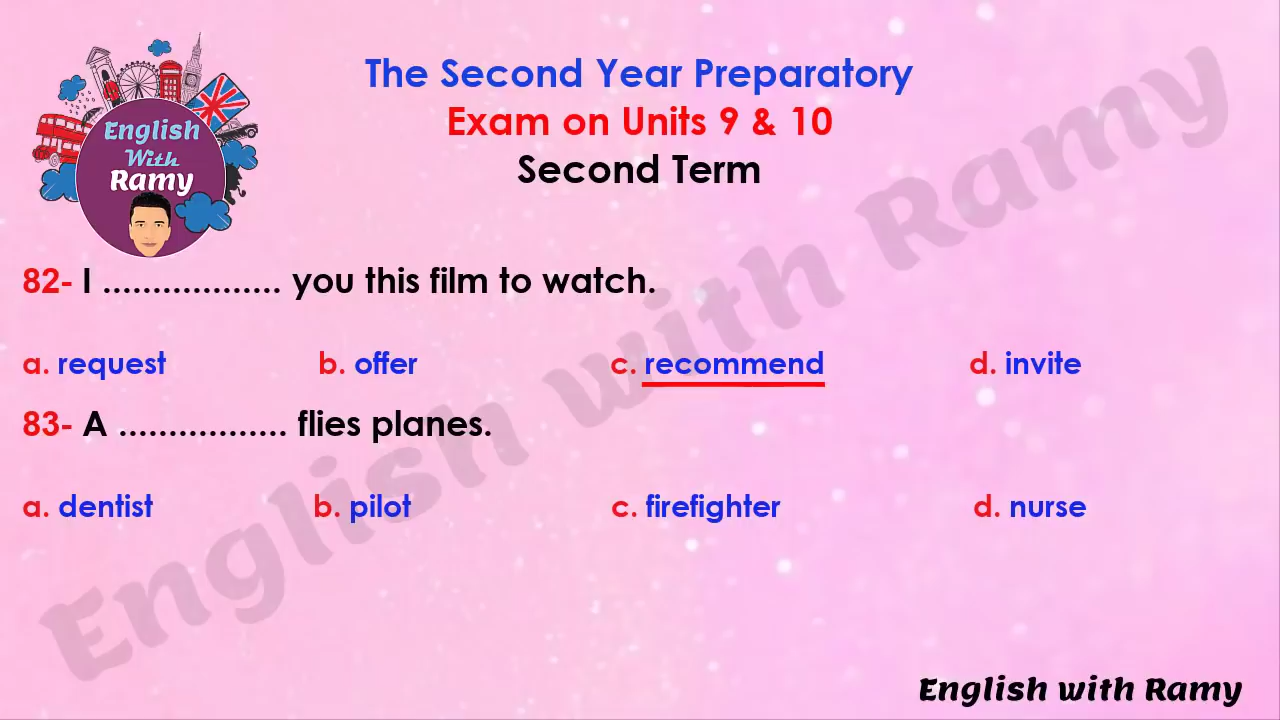 English
With
Ramy
The Second Year Preparatory
Exam on Units 9 & 10
Second Term
82- I .................. you this film to watch.
a. request b. offer c. recommend d. invite
83- A ................. flies planes.
a. dentist b. pilot c. firefighter d. nurse
English with Ramy
English with Ramy